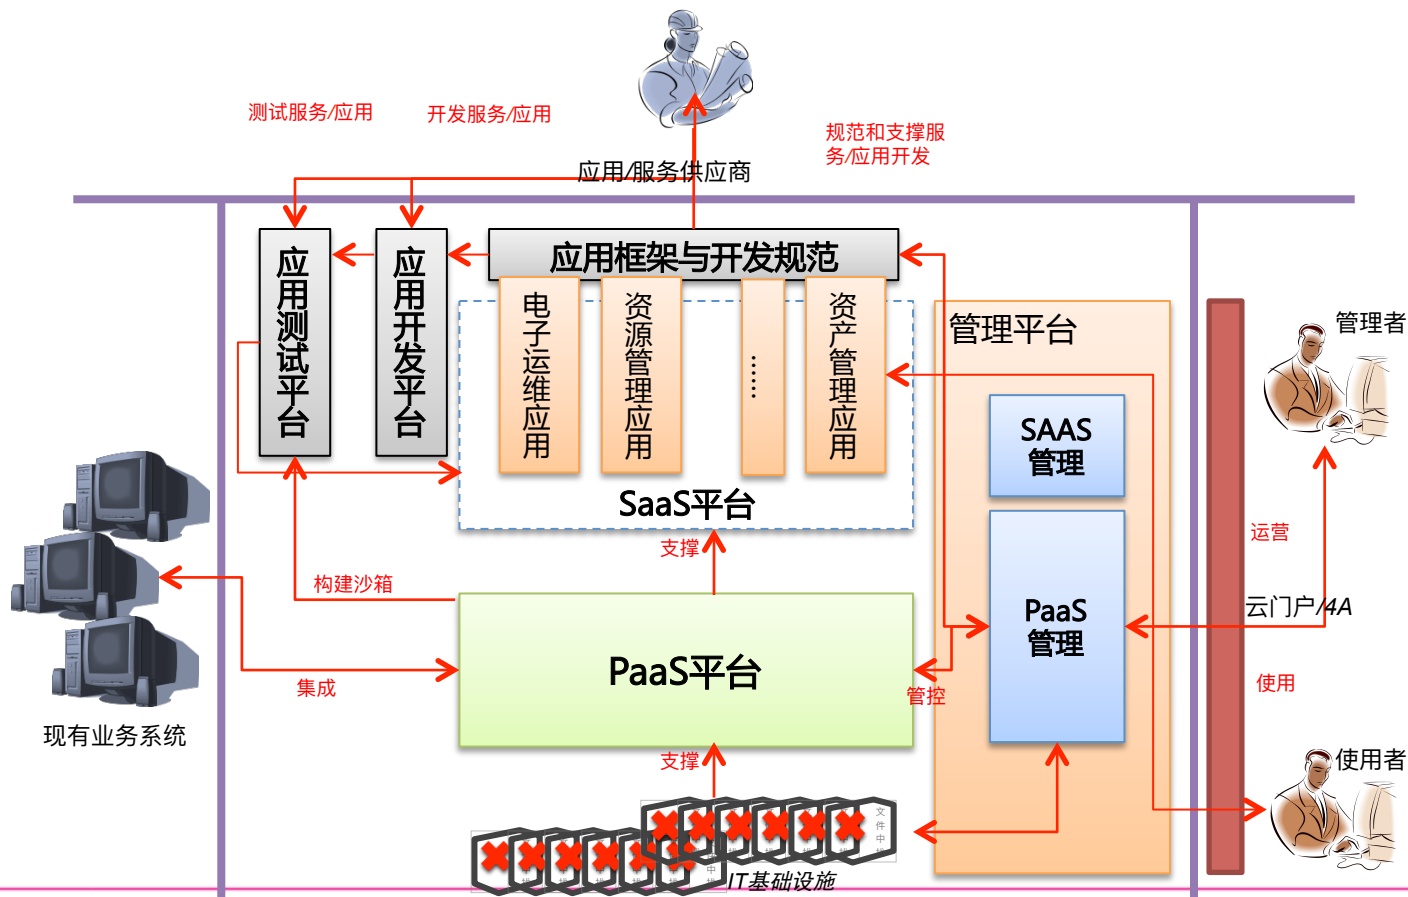 测试服务/应用
开发服务/应用
规范和支撑服
务/应用开发
应用/服务供应商
应用测试平台
应用开发平台
应用框架与开发规范
电子运维应用
资源管理应用
……
资产管理应用
SaaS平台
管理平台
SAAS
管理
PaaS
管理
管理者
运营
云门户/4A
使用
使用者
支撑
构建沙箱
PaaS平台
集成
管控
现有业务系统
支撑
文件中
IT基础设施